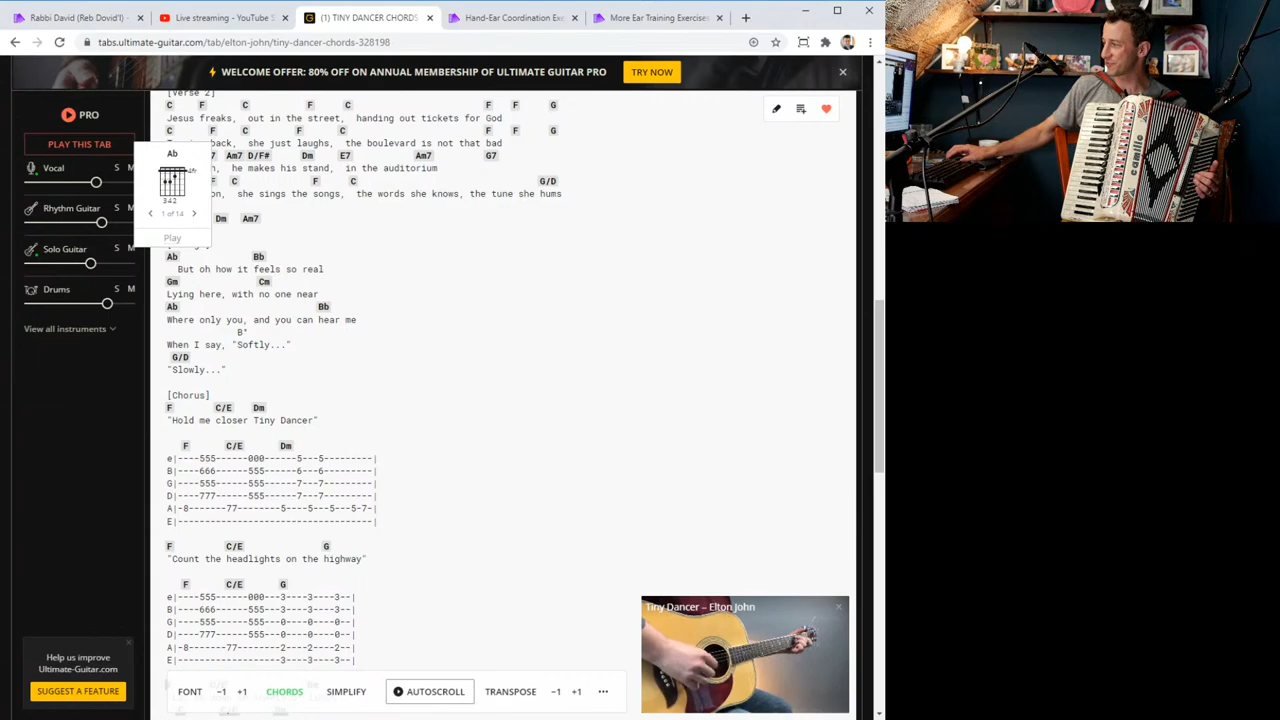 Rabbi David (Reb Dovid'l) - 
Live streaming - YouTube S
(1) TINY DANCER CHORDS
Hand-Ear Coordination Exe
More Ear Training Exercises
tabs.ultimate-guitar.com/tab/elton-john/tiny-dancer-chords-328198
WELCOME OFFER: 80% OFF ON ANNUAL MEMBERSHIP OF ULTIMATE GUITAR PRO
TRY NOW
PRO
PLAY THIS TAB
Vocal S M
Rhythm Guitar S M
Solo Guitar S M
Drums S M
View all instruments
Help us improve
Ultimate-Guitar.com
SUGGEST A FEATURE
Ab
342
1 of 14
Play
[Verse 2]
C F C F C F F G
Jesus freaks, out in the street, handing out tickets for God
C F C F C F F G
back, she just laughs, the boulevard is not that bad
Am7 D/F# Dm E7 Am7 G7
he makes his stand, in the auditorium
F C F C G/D
on, she sings the songs, the words she knows, the tune she hums
Dm Am7
Ab Bb
But oh how it feels so real
Gm Cm
Lying here, with no one near
Ab Bb
Where only you, and you can hear me
B*
When I say, "Softly..."
G/D
"Slowly..."
[Chorus]
F C/E Dm
"Hold me closer Tiny Dancer"
F C/E Dm
e|----555------000------5---5---------|
B|----666------555------6---6---------|
G|----555------555------7---7---------|
D|----777------555------7---7---------|
A|-8-------77-------5----5---5---5-7-|
E|------------------------------------|
F C/E G
"Count the headlights on the highway"
F C/E G
e|----555------000---3----3---3--|
B|----666------555---3----3---3--|
G|----555------555---0----0---0--|
D|----777------555---0----0---0--|
A|-8-------77--------2----2---2--|
E|-------------------3----3---3--|
FONT −1 +1 CHORDS SIMPLIFY AUTOSCROLL TRANSPOSE −1 +1
Tiny Dancer – Elton John
camillo